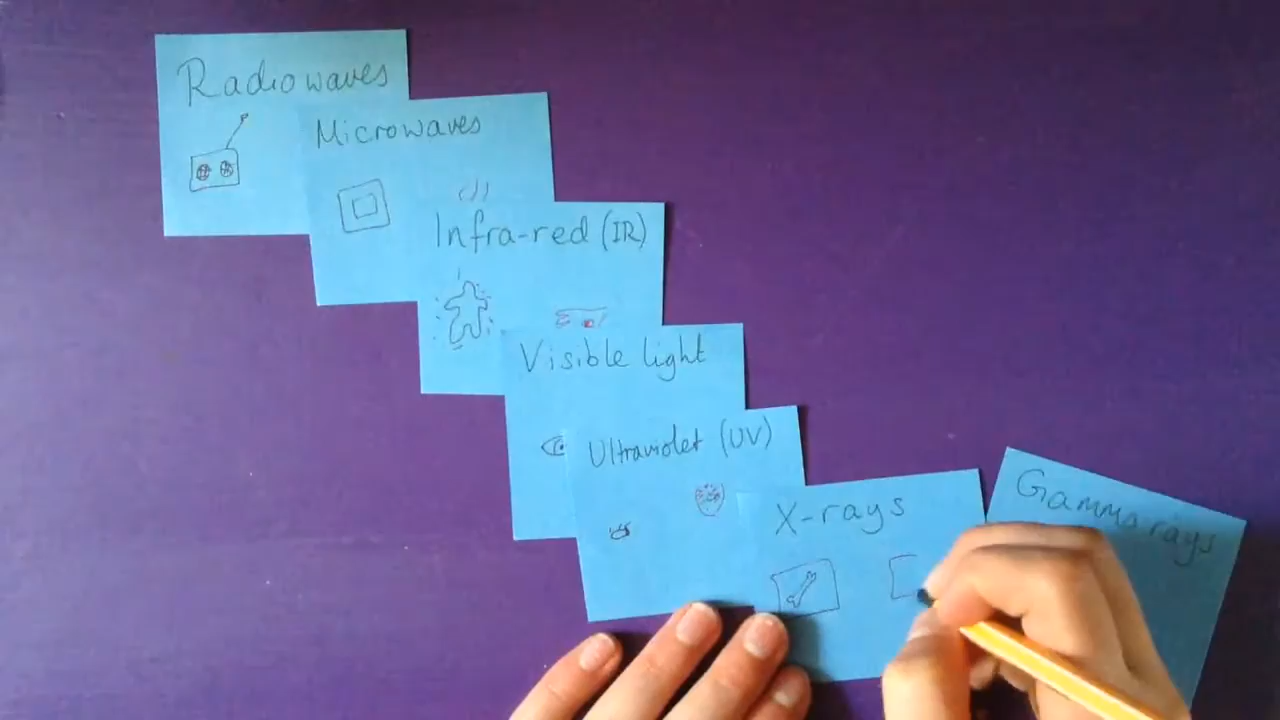 Radiowaves
Microwaves
Infra-red (IR)
Visible light
Ultraviolet (UV)
X-rays
Gamma rays